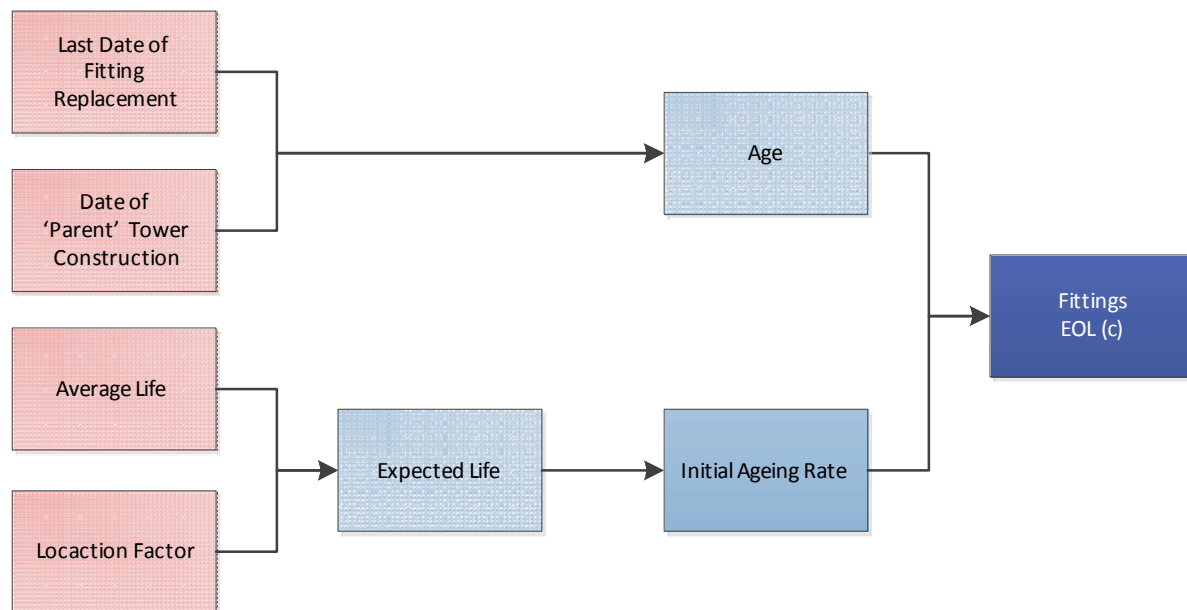 Last Date of
Fitting
Replacement
Age
Date of
‘Parent’ Tower
Construction
Fittings
EOL (c)
Average Life
Expected Life
Initial Ageing Rate
Locaction Factor